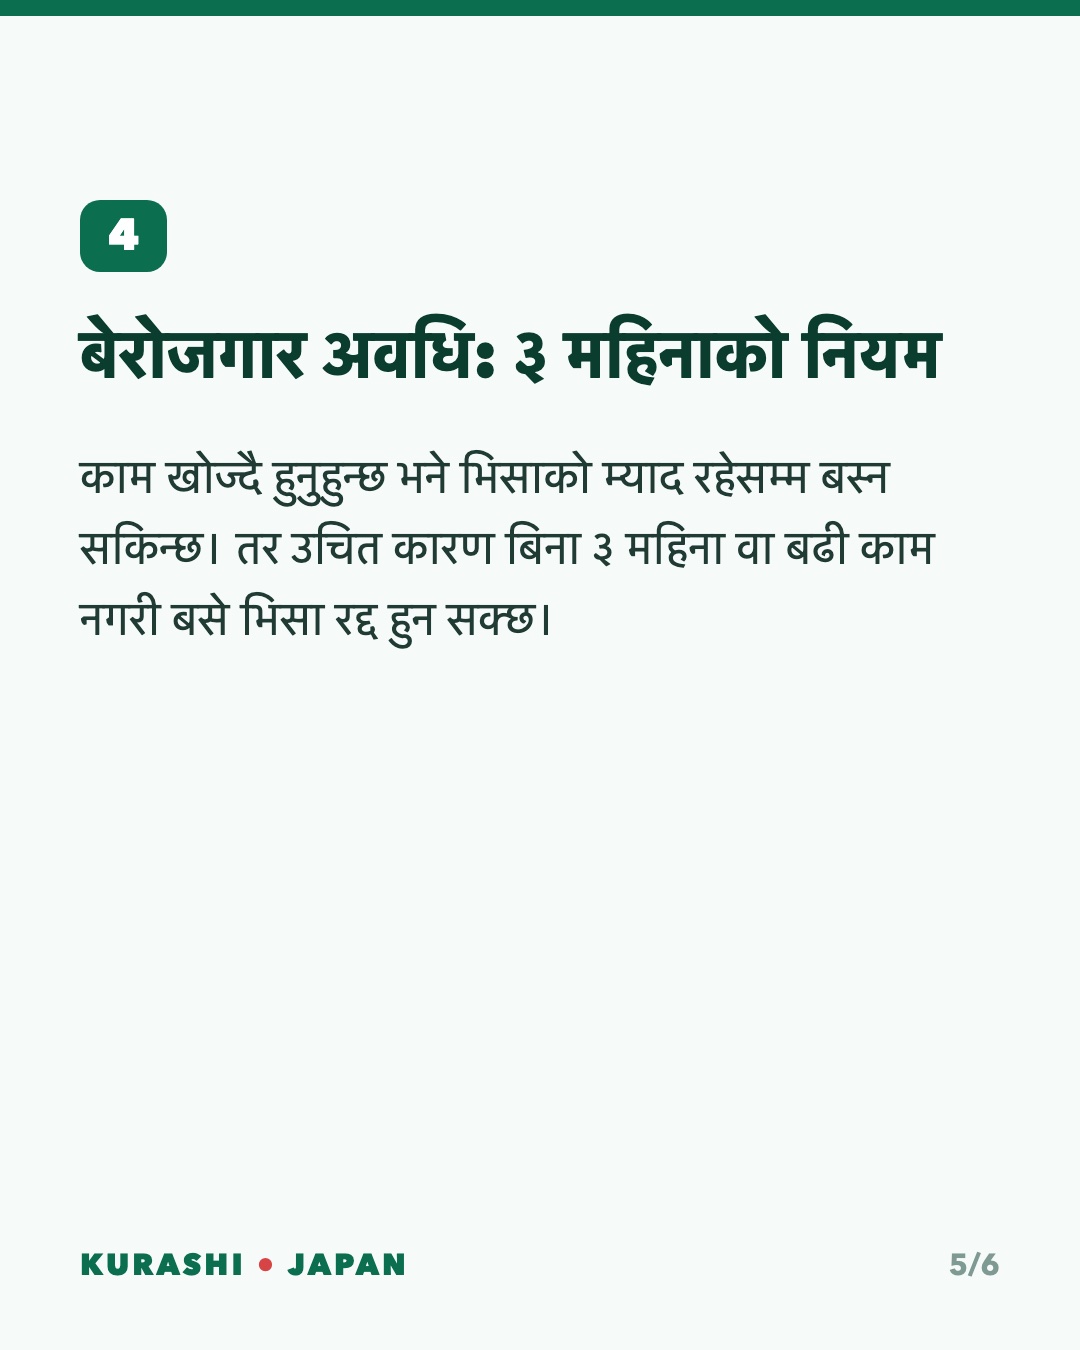 4
बेरोजगार अवधि: ३ महिनाको नियम
काम खोज्दै हुनुहुन्छ भने भिसाको म्याद रहेसम्म बस्न
सकिन्छ। तर उचित कारण बिना ३ महिना वा बढी काम
नगरी बसे भिसा रद्द हुन सक्छ।
KURASHI • JAPAN
5/6